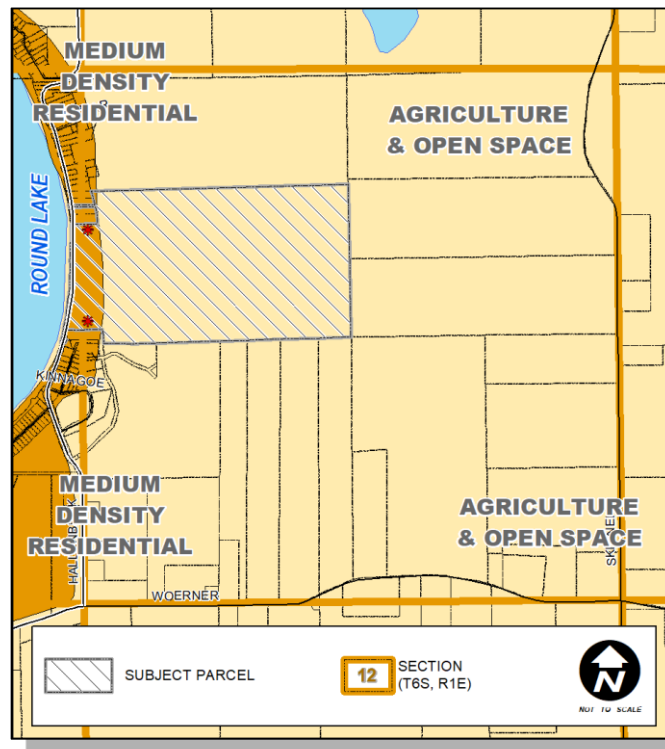 MEDIUM
DENSITY
RESIDENTIAL
AGRICULTURE
& OPEN SPACE
ROUND LAKE
KINNAGOE
MEDIUM
DENSITY
RESIDENTIAL
AGRICULTURE
& OPEN SPACE
WOERNER
SUBJECT PARCEL
12
SECTION
(T6S, R1E)
N
NOT TO SCALE